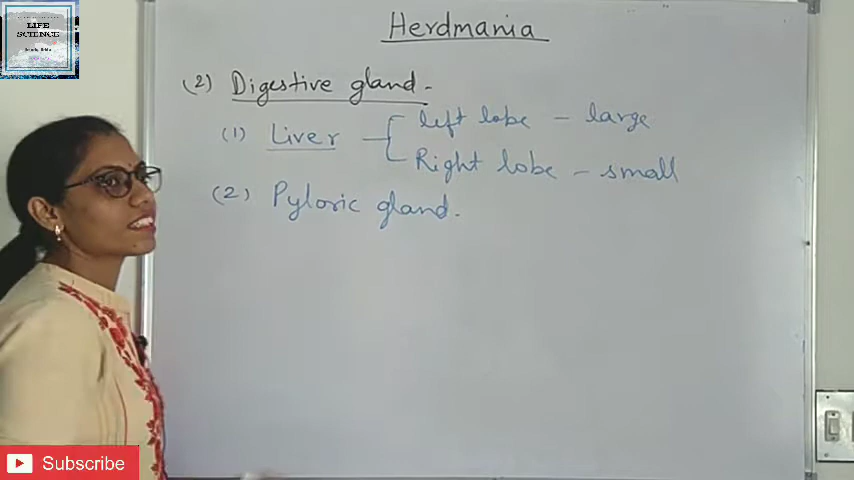 LIFE
SCIENCE
Herdmania
(2) Digestive gland -
(1) Liver left lobe - large
Right lobe - small
(2) Pyloric gland.
Subscribe